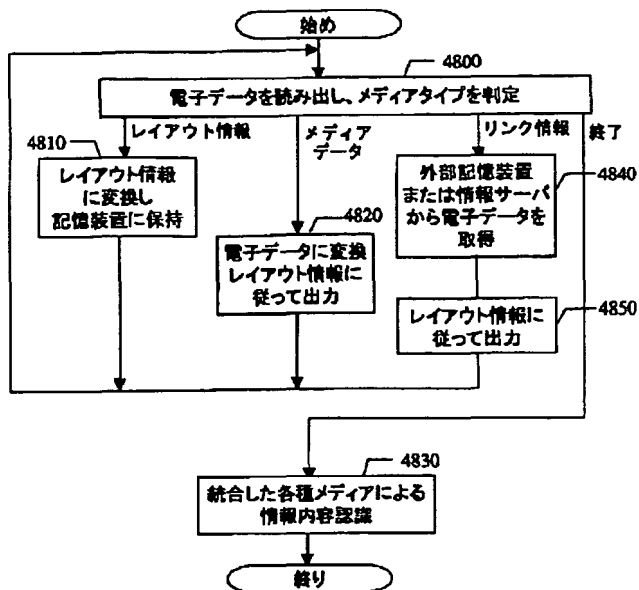 始め
4800
電子データを読み出し、メディアタイプを判定
レイアウト情報
メディア
データ
リンク情報
終了
4810
レイアウト情報
に変換し
記憶装置に保持
4820
電子データに変換
レイアウト情報に
従って出力
4840
外部記憶装置
または情報サーバ
から電子データを
取得
4850
レイアウト情報に
従って出力
4830
統合した各種メディアによる
情報内容認識
終り